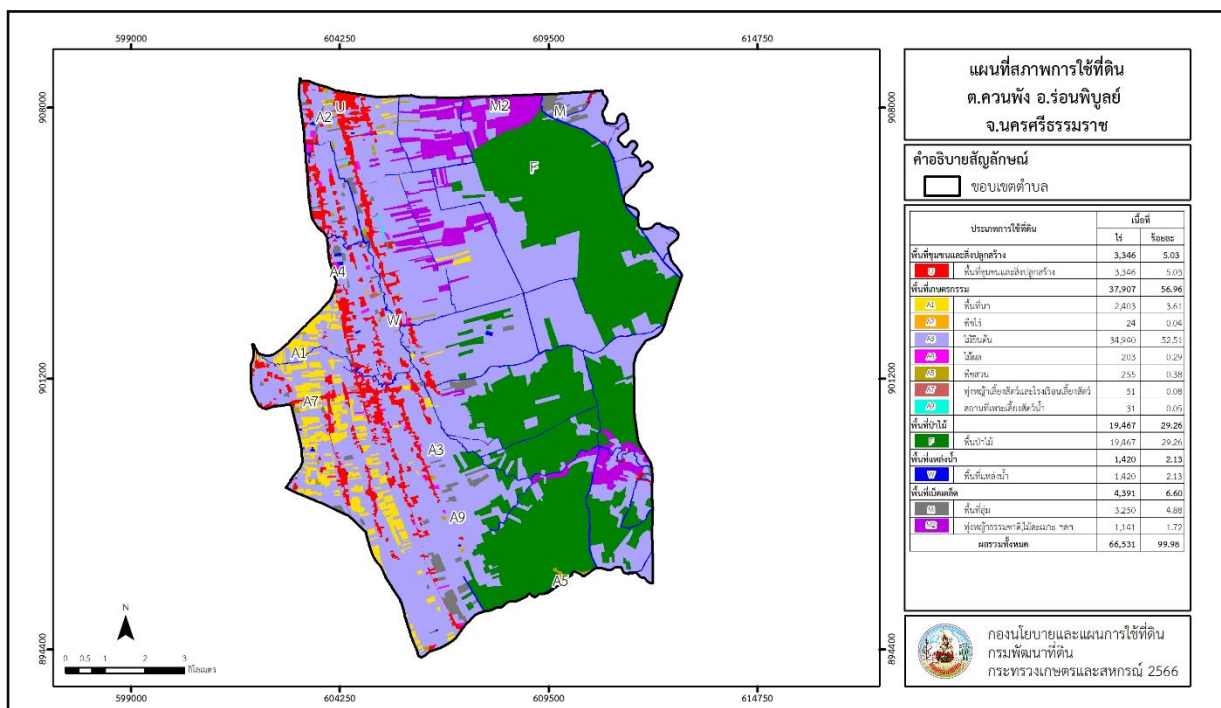 599000 604250 609500 614750
908000 908000
901200 901200
894400 894400
599000 604250 609500 614750
U
A2
M2
M
F
A4
W
A1
A7
A3
A9
A5
N
0 0.5 1 2 3
กิโลเมตร
แผนที่สภาพการใช้ที่ดิน
ต.ควนพัง อ.ร่อนพิบูลย์
จ.นครศรีธรรมราช
คำอธิบายสัญลักษณ์
ขอบเขตตำบล
ประเภทการใช้ที่ดิน เนื้อที่
ไร่ ร้อยละ
พื้นที่ชุมชนและสิ่งปลูกสร้าง 3,346 5.03
U พื้นที่ชุมชนและสิ่งปลูกสร้าง 3,346 5.03
พื้นที่เกษตรกรรม 37,907 56.96
A1 พื้นที่นา 2,403 3.61
A2 พืชไร่ 24 0.04
A3 ไม้ยืนต้น 34,940 52.51
A4 ไม้ผล 203 0.29
A5 พืชสวน 255 0.38
A7 ทุ่งหญ้าเลี้ยงสัตว์และโรงเรือนเลี้ยงสัตว์ 51 0.08
A9 สถานที่เพาะเลี้ยงสัตว์น้ำ 31 0.05
พื้นที่ป่าไม้ 19,467 29.26
F พื้นป่าไม้ 19,467 29.26
พื้นที่แหล่งน้ำ 1,420 2.13
W พื้นที่แหล่งน้ำ 1,420 2.13
พื้นที่เบ็ดเตล็ด 4,391 6.60
M พื้นที่ลุ่ม 3,250 4.88
M2 ทุ่งหญ้าธรรมชาติ,ไม้ละเมาะ ฯลฯ 1,141 1.72
ผลรวมทั้งหมด 66,531 99.98
กองนโยบายและแผนการใช้ที่ดิน
กรมพัฒนาที่ดิน
กระทรวงเกษตรและสหกรณ์ 2566